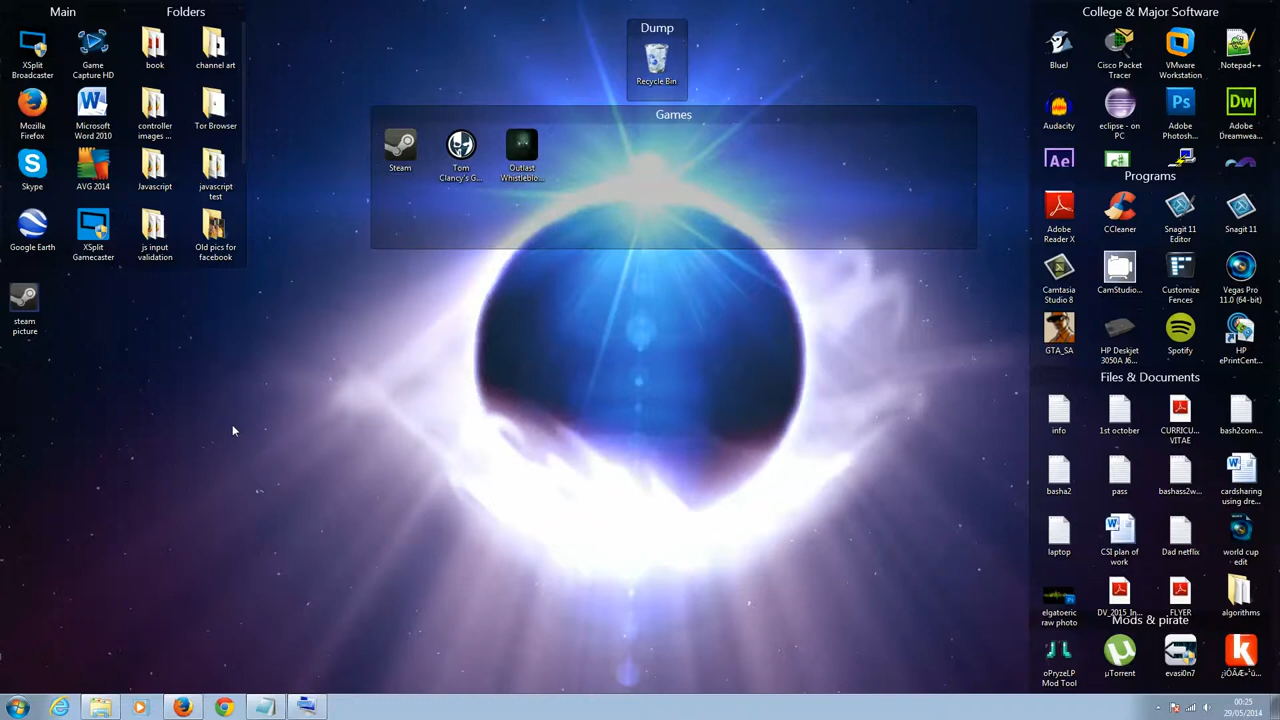 Main
Folders
XSplit
Broadcaster
Game
Capture HD
book
channel art
Mozilla
Firefox
Microsoft
Word 2010
controller
images ...
Tor Browser
Skype
AVG 2014
Javascript
javascript
test
Google Earth
XSplit
Gamecaster
js input
validation
Old pics for
facebook
steam
picture
Dump
Recycle Bin
Games
Steam
Tom
Clancy's G...
Outlast
Whistleblo...
College & Major Software
BlueJ
Cisco Packet
Tracer
VMware
Workstation
Notepad++
Audacity
eclipse - on
PC
Ps
Adobe
Photosh...
Dw
Adobe
Dreamwea...
Ae
Programs
Adobe
Reader X
CCleaner
Snagit 11
Editor
Snagit 11
Camtasia
Studio 8
CamStudio...
Customize
Fences
Vegas Pro
11.0 (64-bit)
GTA_SA
HP Deskjet
3050A J6...
Spotify
HP
ePrintCent...
Files & Documents
info
1st october
CURRICU...
VITAE
bash2com...
basha2
pass
bashass2w...
cardsharing
using dre...
laptop
CSI plan of
work
Dad netflix
world cup
edit
elgatoeric
raw photo
DV_2015_In...
FLYER
algorithms
Mods & pirate
oPryzeLP
Mod Tool
µTorrent
evasi0n7
00:25
29/05/2014